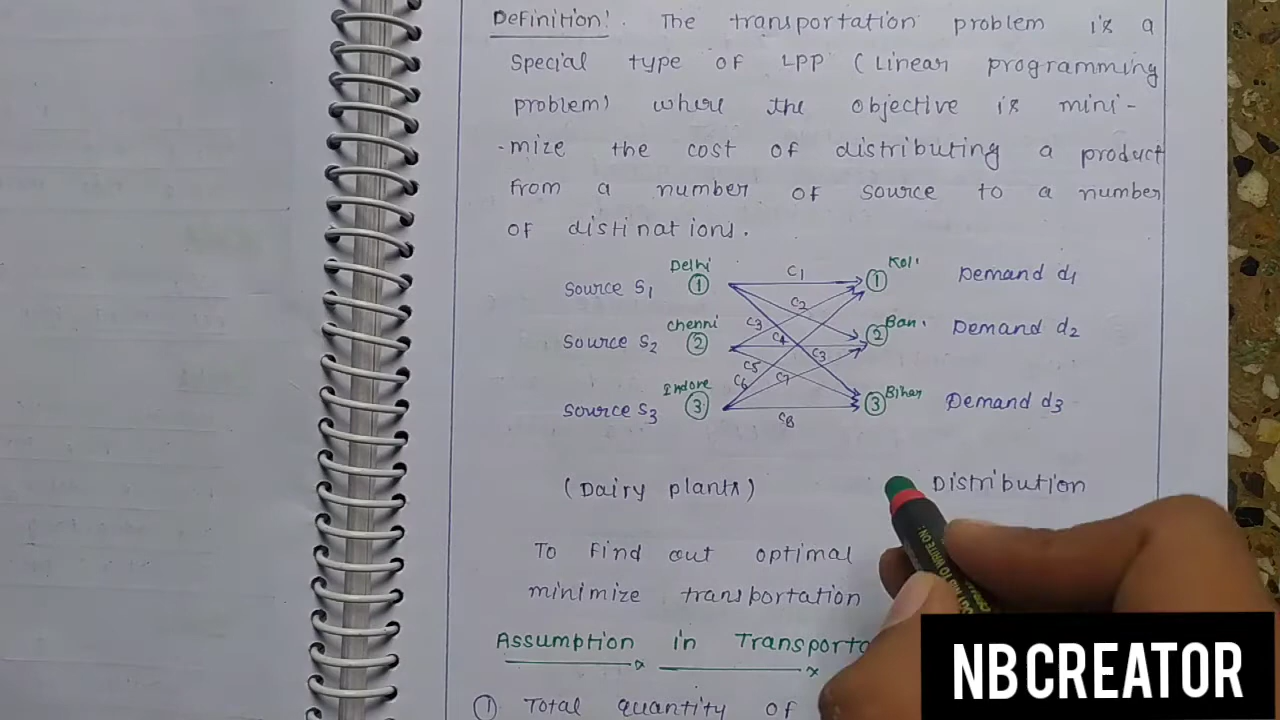 Definition: The transportation problem is a
special type of LPP (Linear programming
problem) where the objective is mini-
-mize the cost of distributing a product
from a number of source to a number
of distinations.
Delhi Kol.
Source S1 ① C1 ① Demand d1
C2
Chenni C3 Ban.
Source S2 ② C4 C3 ② Demand d2
C5
Indore C6 C7 Bihar
Source S3 ③ C8 ③ Demand d3
(Dairy plants) Distribution
To find out optimal
minimize transportation
Assumption in Transporta
① Total quantity of
NB CREATOR